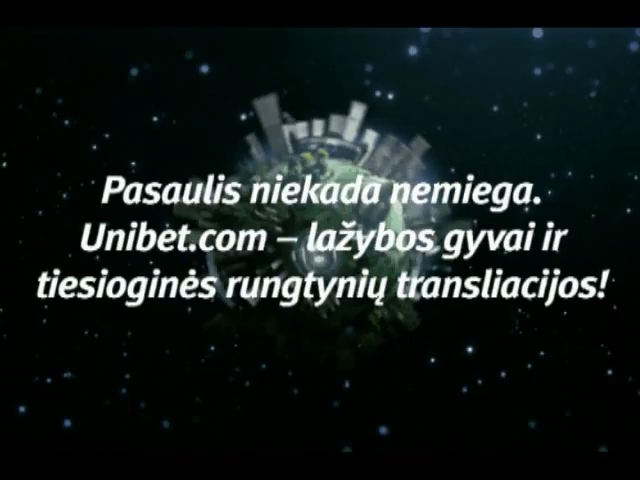 Pasaulis niekada nemiega.
Unibet.com – lažybos gyvai ir
tiesioginės rungtynių transliacijos!